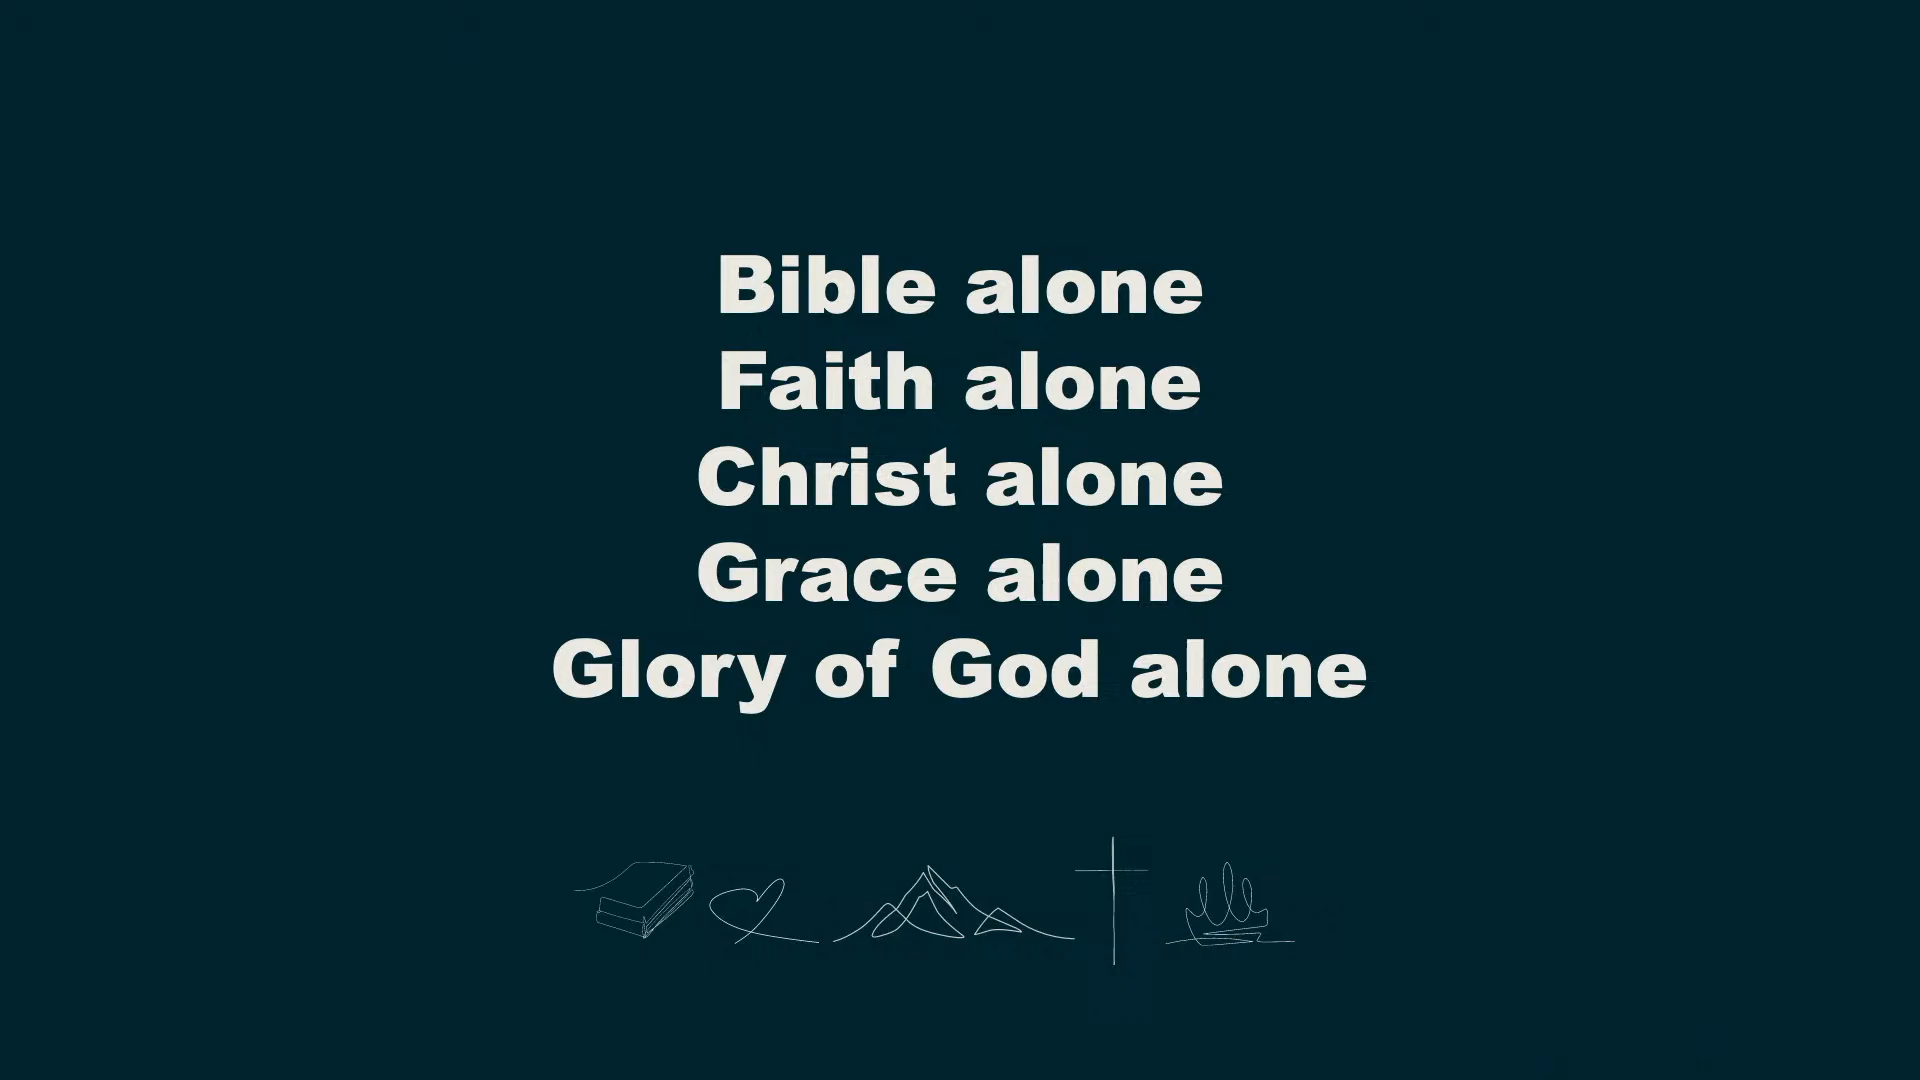 Bible alone
Faith alone
Christ alone
Grace alone
Glory of God alone